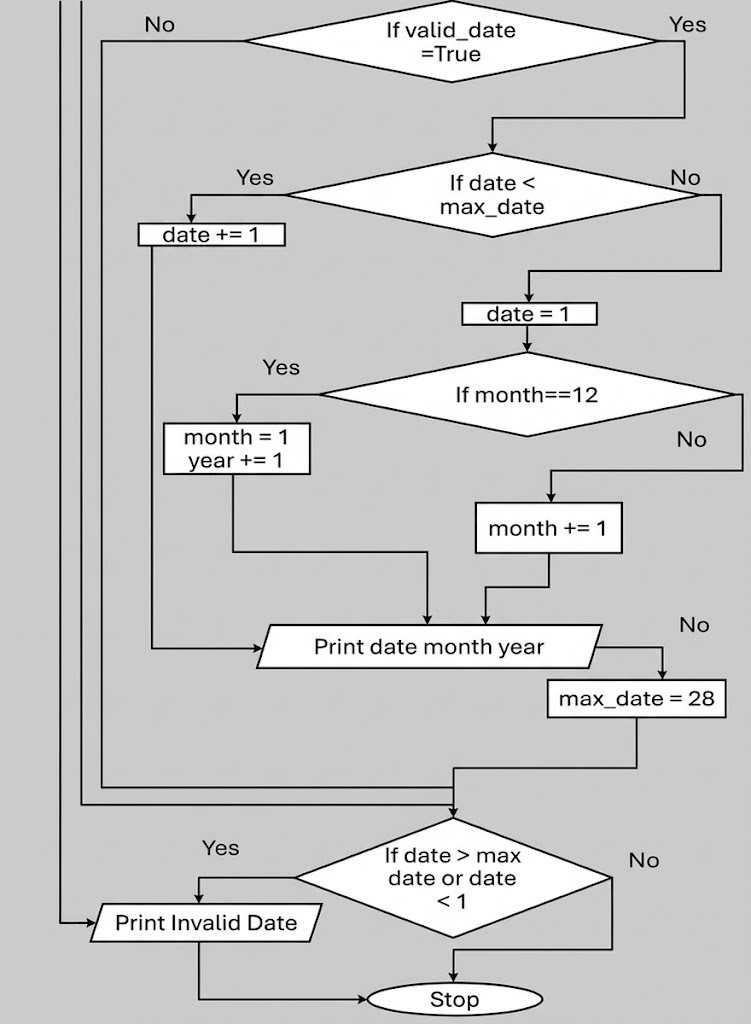 No
If valid_date
=True
Yes
Yes
If date <
max_date
No
date += 1
date = 1
Yes
If month==12
month = 1
year += 1
No
month += 1
Print date month year
No
max_date = 28
Yes
If date > max
date or date
< 1
No
Print Invalid Date
Stop